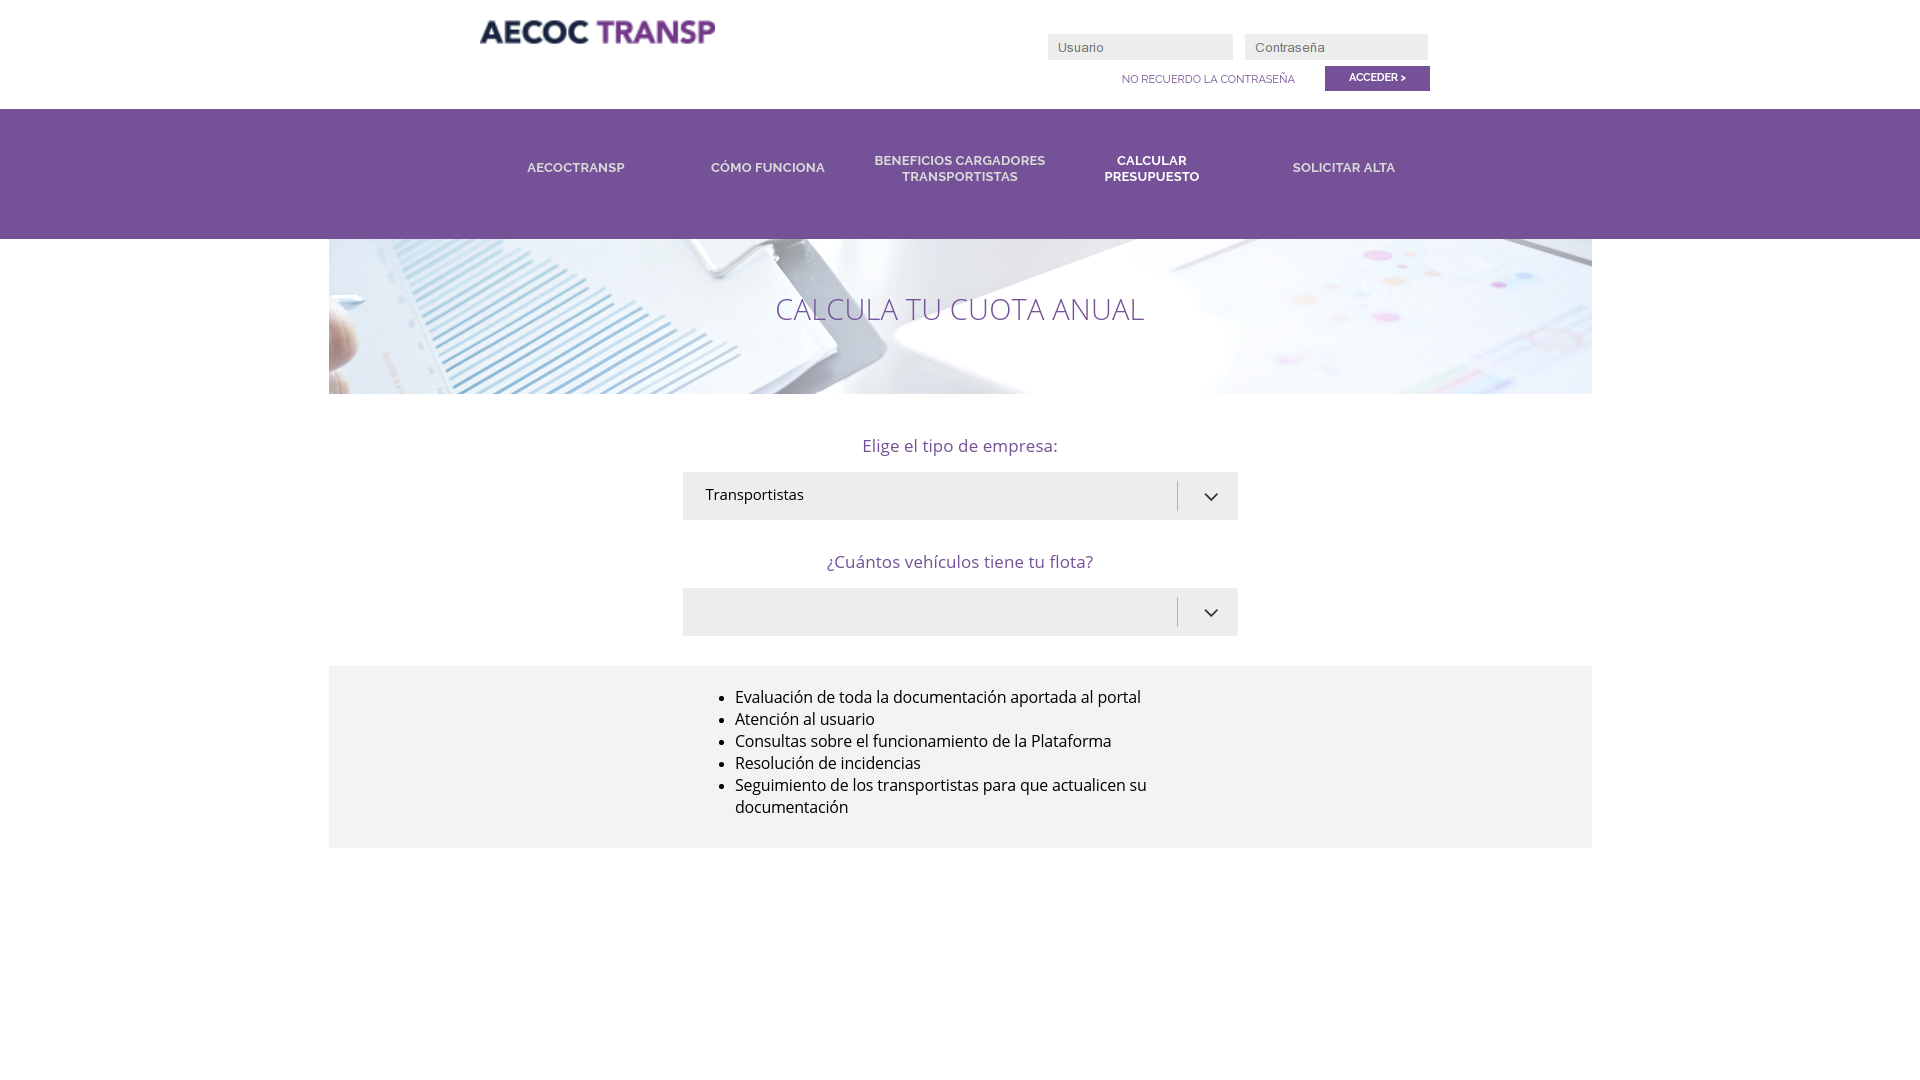 AECOC TRANSP
Usuario
Contraseña
NO RECUERDO LA CONTRASEÑA
ACCEDER >
AECOCTRANSP
CÓMO FUNCIONA
BENEFICIOS CARGADORES
TRANSPORTISTAS
CALCULAR
PRESUPUESTO
SOLICITAR ALTA
CALCULA TU CUOTA ANUAL
Elige el tipo de empresa:
Transportistas
¿Cuántos vehículos tiene tu flota?
• Evaluación de toda la documentación aportada al portal
• Atención al usuario
• Consultas sobre el funcionamiento de la Plataforma
• Resolución de incidencias
• Seguimiento de los transportistas para que actualicen su
documentación